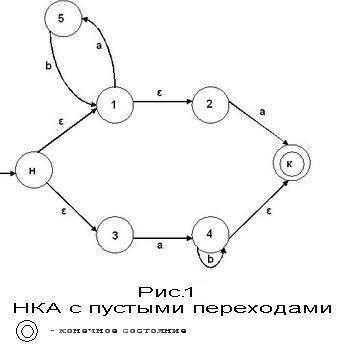 5
b
a
1
ε
2
ε
a
н
к
ε
3
a
4
b
ε
Рис.1
НКА с пустыми переходами
- конечное состояние